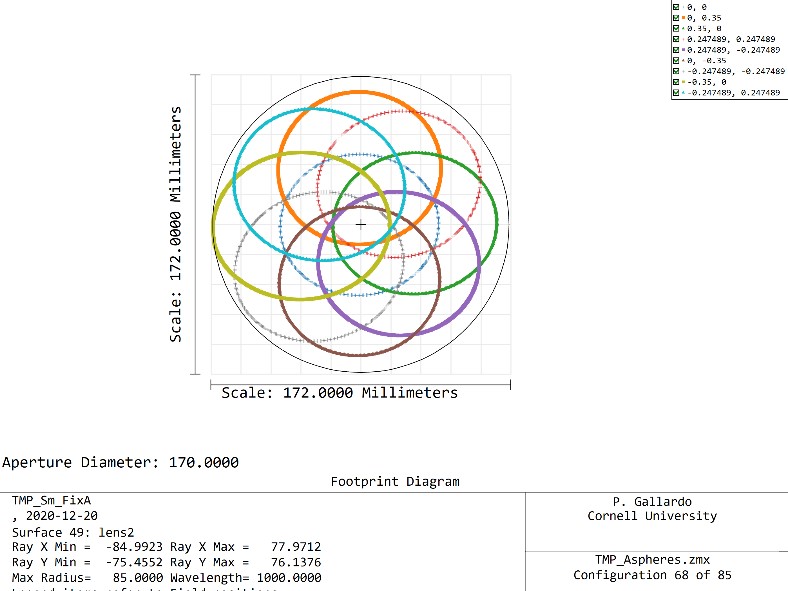 0, 0
0, 0.35
0.35, 0
0.247489, 0.247489
0.247489, -0.247489
0, -0.35
-0.247489, -0.247489
-0.35, 0
-0.247489, 0.247489
Scale: 172.0000 Millimeters
Scale: 172.0000 Millimeters
Aperture Diameter: 170.0000
Footprint Diagram
TMP_Sm_FixA
, 2020-12-20
Surface 49: lens2
Ray X Min = -84.9923 Ray X Max = 77.9712
Ray Y Min = -75.4552 Ray Y Max = 76.1376
Max Radius= 85.0000 Wavelength= 1000.0000
P. Gallardo
Cornell University
TMP_Aspheres.zmx
Configuration 68 of 85